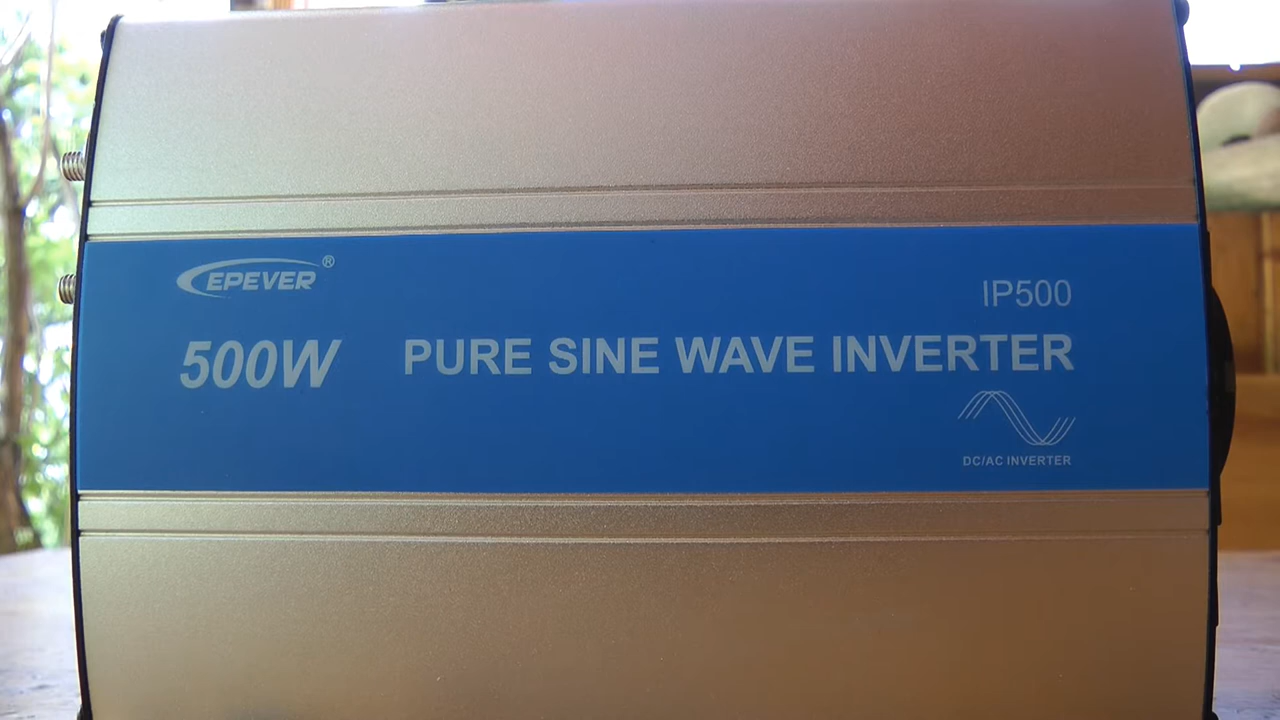 EPEVER®
IP500
500W PURE SINE WAVE INVERTER
DC/AC INVERTER